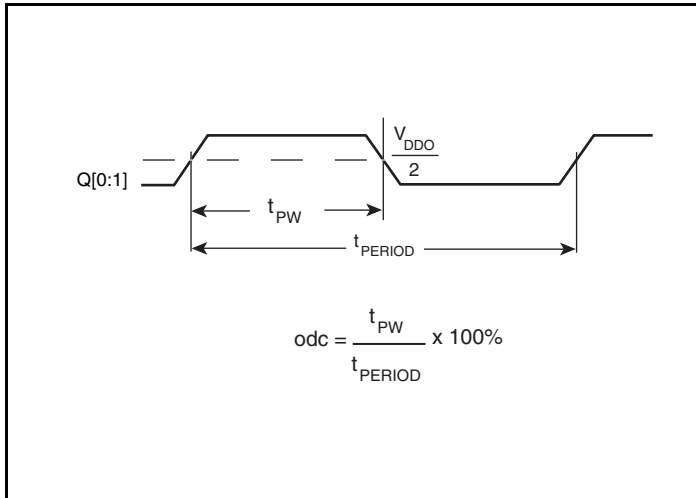 V_DDO
2
Q[0:1]
t_PW
t_PERIOD
t_PW
odc = x 100%
t_PERIOD